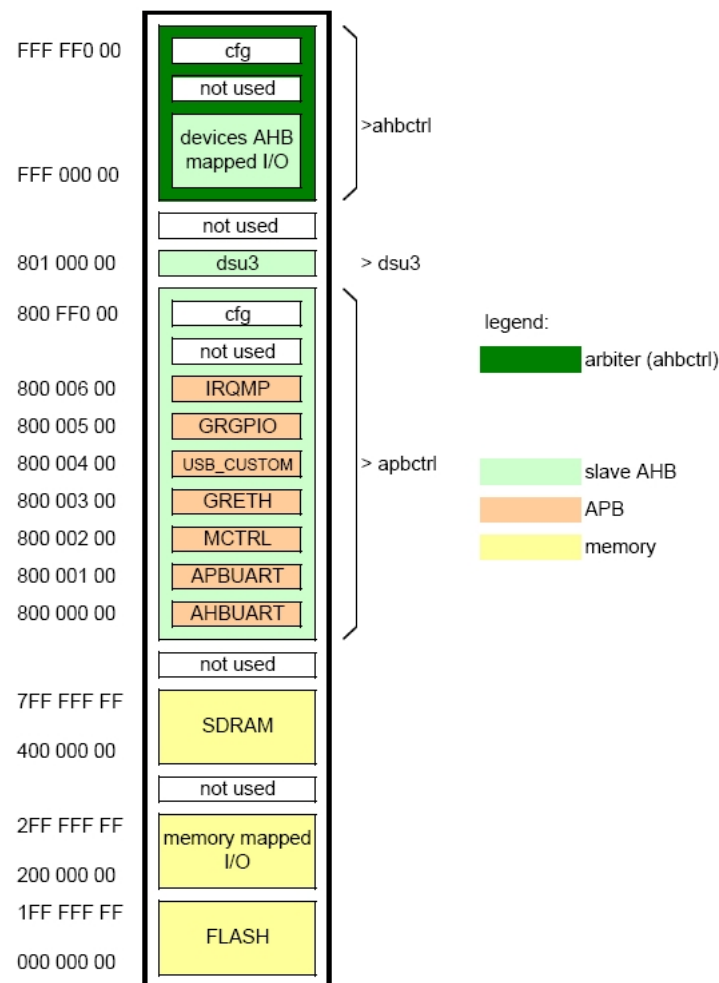 FFF FF0 00
cfg
not used
devices AHB
mapped I/O
>ahbctrl
FFF 000 00
not used
801 000 00
dsu3
> dsu3
800 FF0 00
cfg
not used
800 006 00
IRQMP
800 005 00
GRGPIO
800 004 00
USB_CUSTOM
> apbctrl
800 003 00
GRETH
800 002 00
MCTRL
800 001 00
APBUART
800 000 00
AHBUART
not used
7FF FFF FF
SDRAM
400 000 00
not used
2FF FFF FF
memory mapped
I/O
200 000 00
1FF FFF FF
FLASH
000 000 00
legend:
arbiter (ahbctrl)
slave AHB
APB
memory